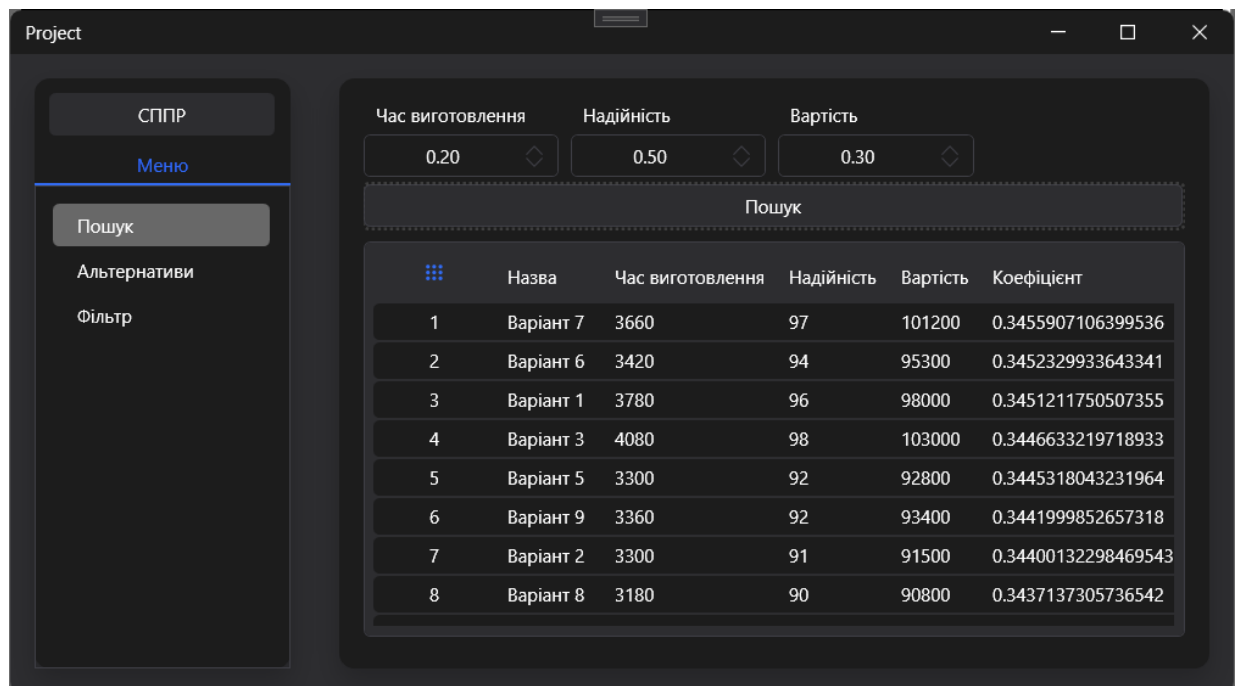 Project
СППР
Меню
Пошук
Альтернативи
Фільтр
Час виготовлення Надійність Вартість
0.20 0.50 0.30
Пошук
Назва Час виготовлення Надійність Вартість Коефіцієнт
1 Варіант 7 3660 97 101200 0.3455907106399536
2 Варіант 6 3420 94 95300 0.3452329933643341
3 Варіант 1 3780 96 98000 0.3451211750507355
4 Варіант 3 4080 98 103000 0.3446633219718933
5 Варіант 5 3300 92 92800 0.3445318043231964
6 Варіант 9 3360 92 93400 0.3441999852657318
7 Варіант 2 3300 91 91500 0.34400132298469543
8 Варіант 8 3180 90 90800 0.3437137305736542